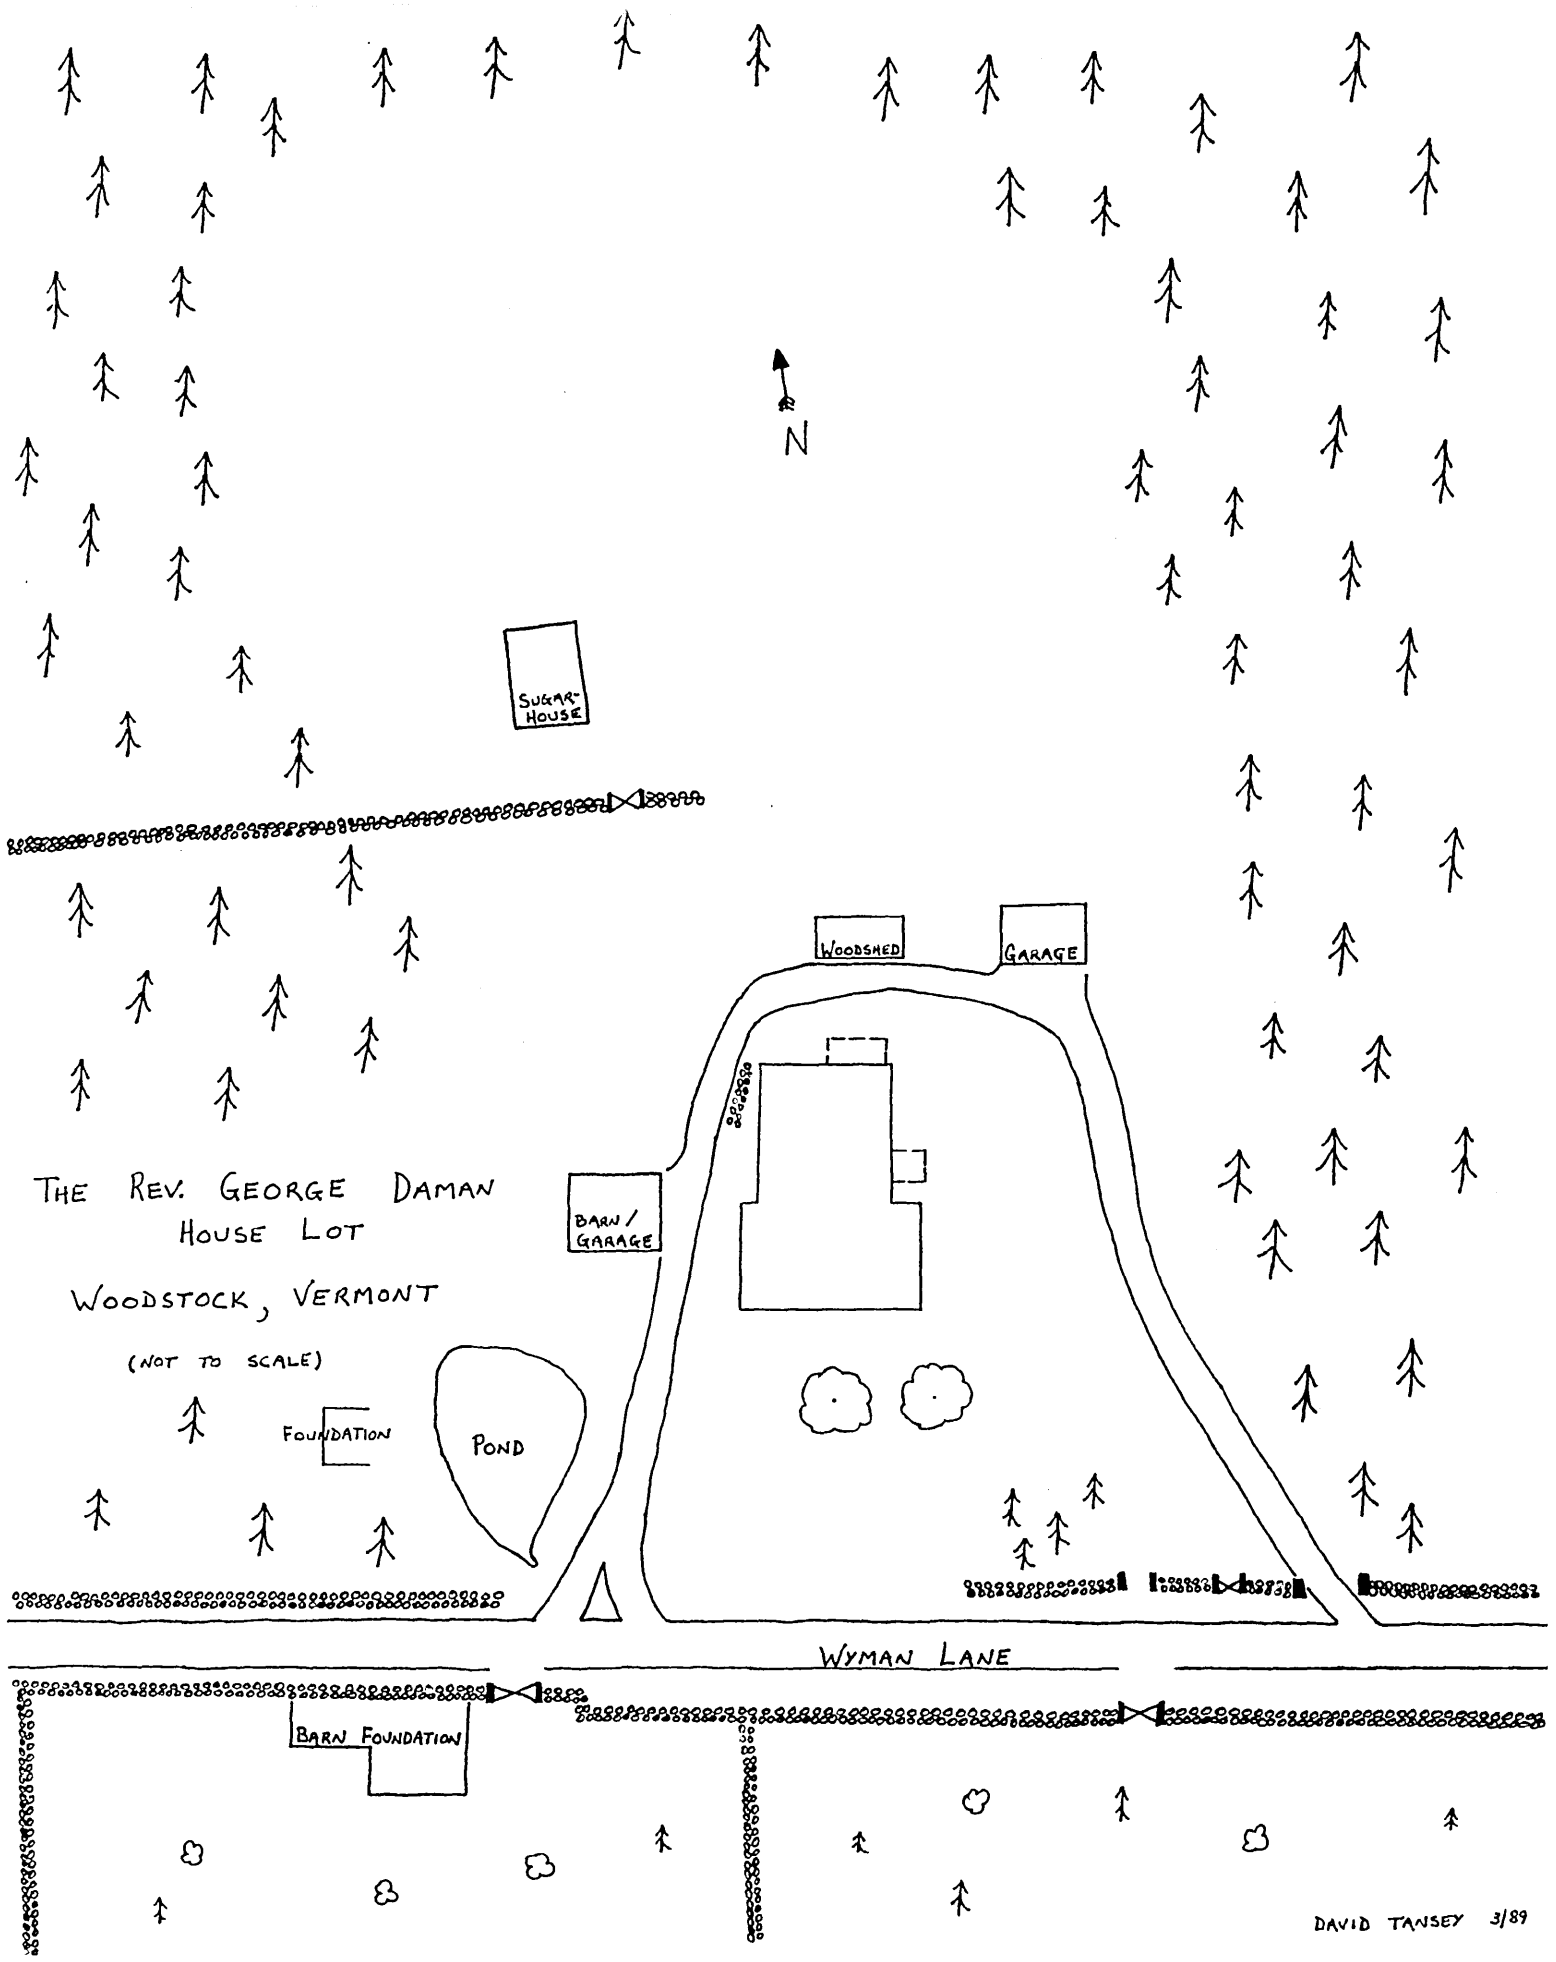 N
SUGAR-
HOUSE
WOODSHED
GARAGE
THE REV. GEORGE DAMAN
HOUSE LOT
WOODSTOCK, VERMONT
(NOT TO SCALE)
BARN/
GARAGE
FOUNDATION
POND
WYMAN LANE
BARN FOUNDATION
DAVID TANSEY 3/89